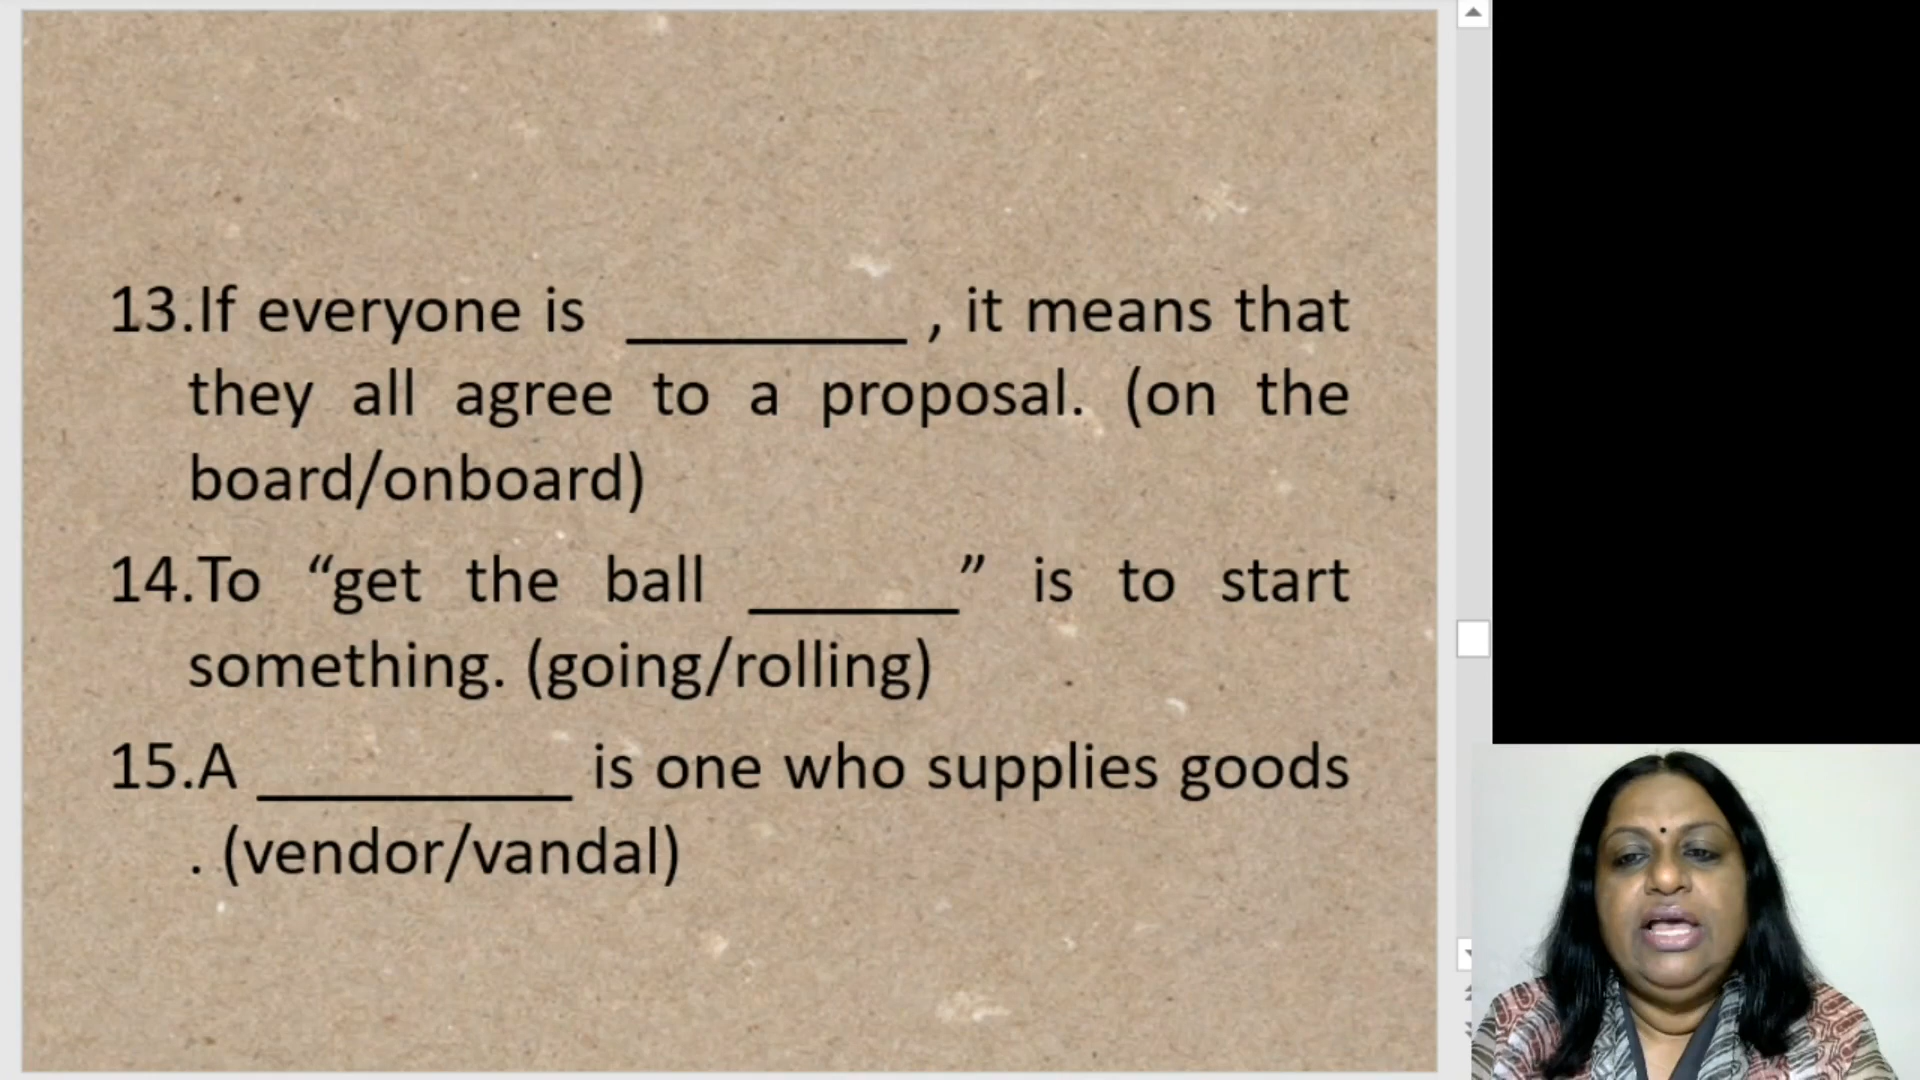 13.If everyone is _________ , it means that
they all agree to a proposal. (on the
board/onboard)
14.To “get the ball _______” is to start
something. (going/rolling)
15.A __________ is one who supplies goods
. (vendor/vandal)